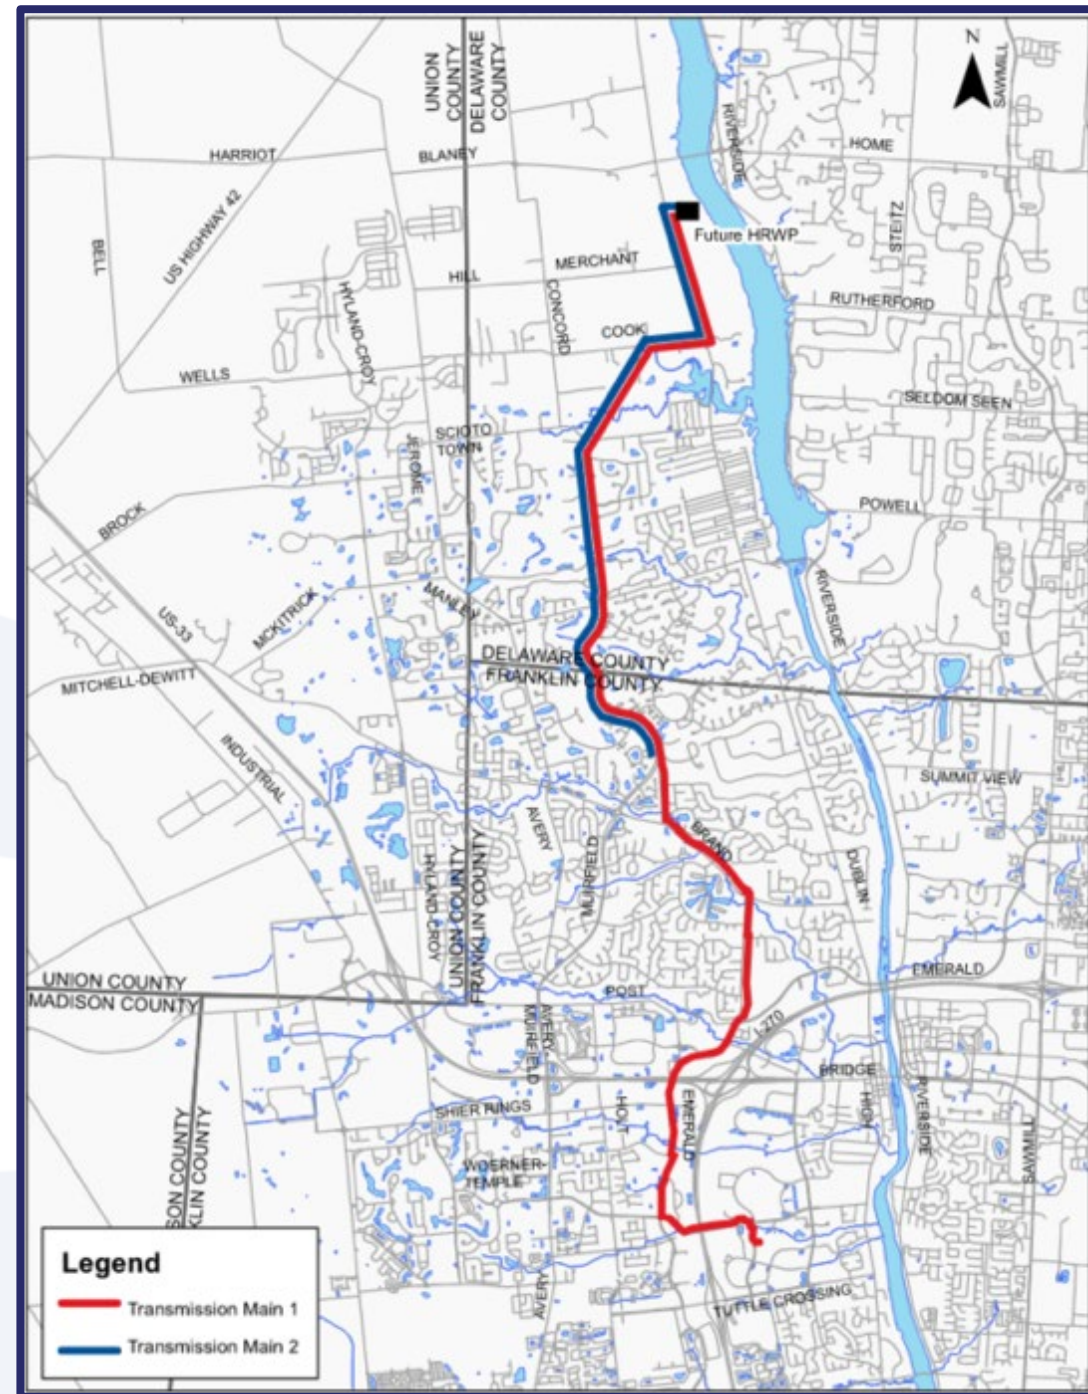 N
SAWMILL
UNION
COUNTY
DELAWARE
COUNTY
RIVERSIDE
HOME
HARRIOT
BLANEY
US HIGHWAY 42
STEITZ
Future HRWP
BELL
MERCHANT
HILL
HYLAND-CROY
CONCORD
RUTHERFORD
COOK
WELLS
SELDOM SEEN
SCIOTO
TOWN
JEROME
POWELL
BROCK
RIVERSIDE
MANLEY
US-33
MCKITRICK
DELAWARE COUNTY
FRANKLIN COUNTY
MITCHELL-DEWITT
INDUSTRIAL
SUMMIT VIEW
AVERY
BRAND
MUIRFIELD
DUBLIN
HYLAND-CROY
UNION COUNTY
FRANKLIN COUNTY
EMERALD
UNION COUNTY
MADISON COUNTY
POST
AVERY-
MUIRFIELD
I-270
BRIDGE
SHIER RINGS
HOLT
EMERALD
HIGH
RIVERSIDE
SAWMILL
WOERNER-
TEMPLE
SON COUNTY
KLIN COUNTY
AVERY
TUTTLE CROSSING
Legend
Transmission Main 1
Transmission Main 2